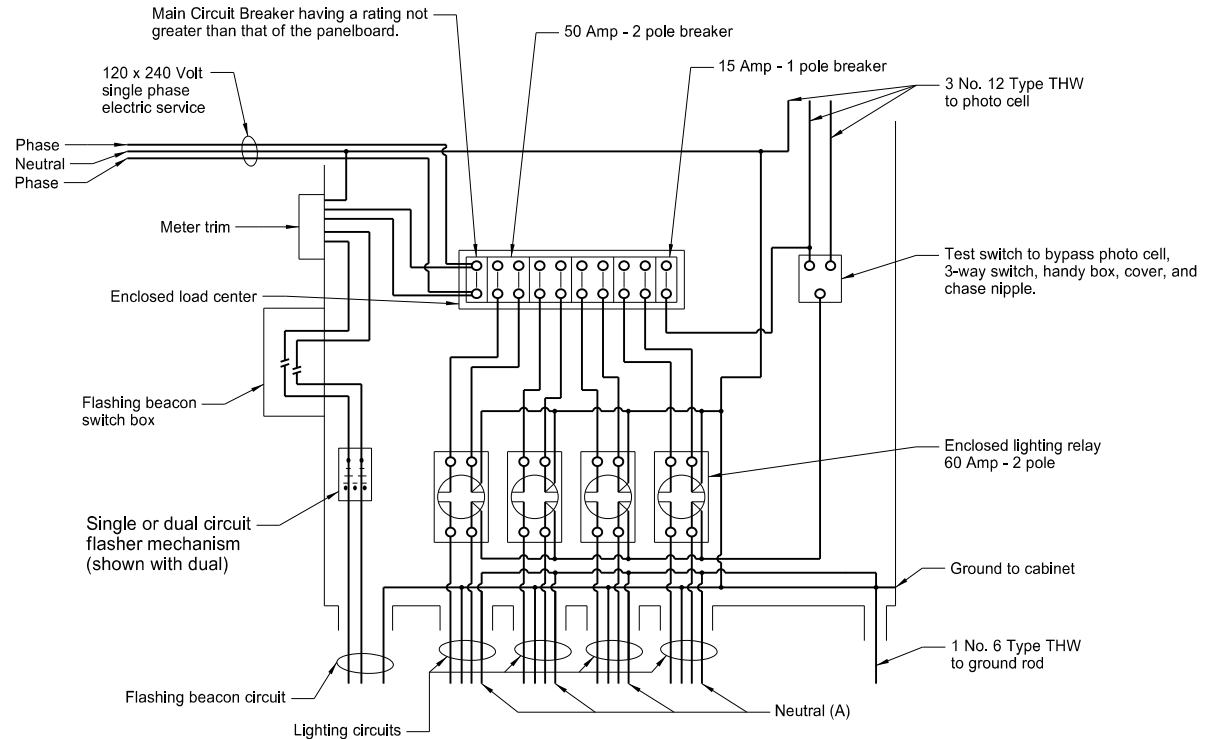 Main Circuit Breaker having a rating not
greater than that of the panelboard.
50 Amp - 2 pole breaker
15 Amp - 1 pole breaker
120 x 240 Volt
single phase
electric service
3 No. 12 Type THW
to photo cell
Phase
Neutral
Phase
Meter trim
Test switch to bypass photo cell,
3-way switch, handy box, cover, and
chase nipple.
Enclosed load center
Flashing beacon
switch box
Enclosed lighting relay
60 Amp - 2 pole
Single or dual circuit
flasher mechanism
(shown with dual)
Ground to cabinet
1 No. 6 Type THW
to ground rod
Flashing beacon circuit
Lighting circuits
Neutral (A)